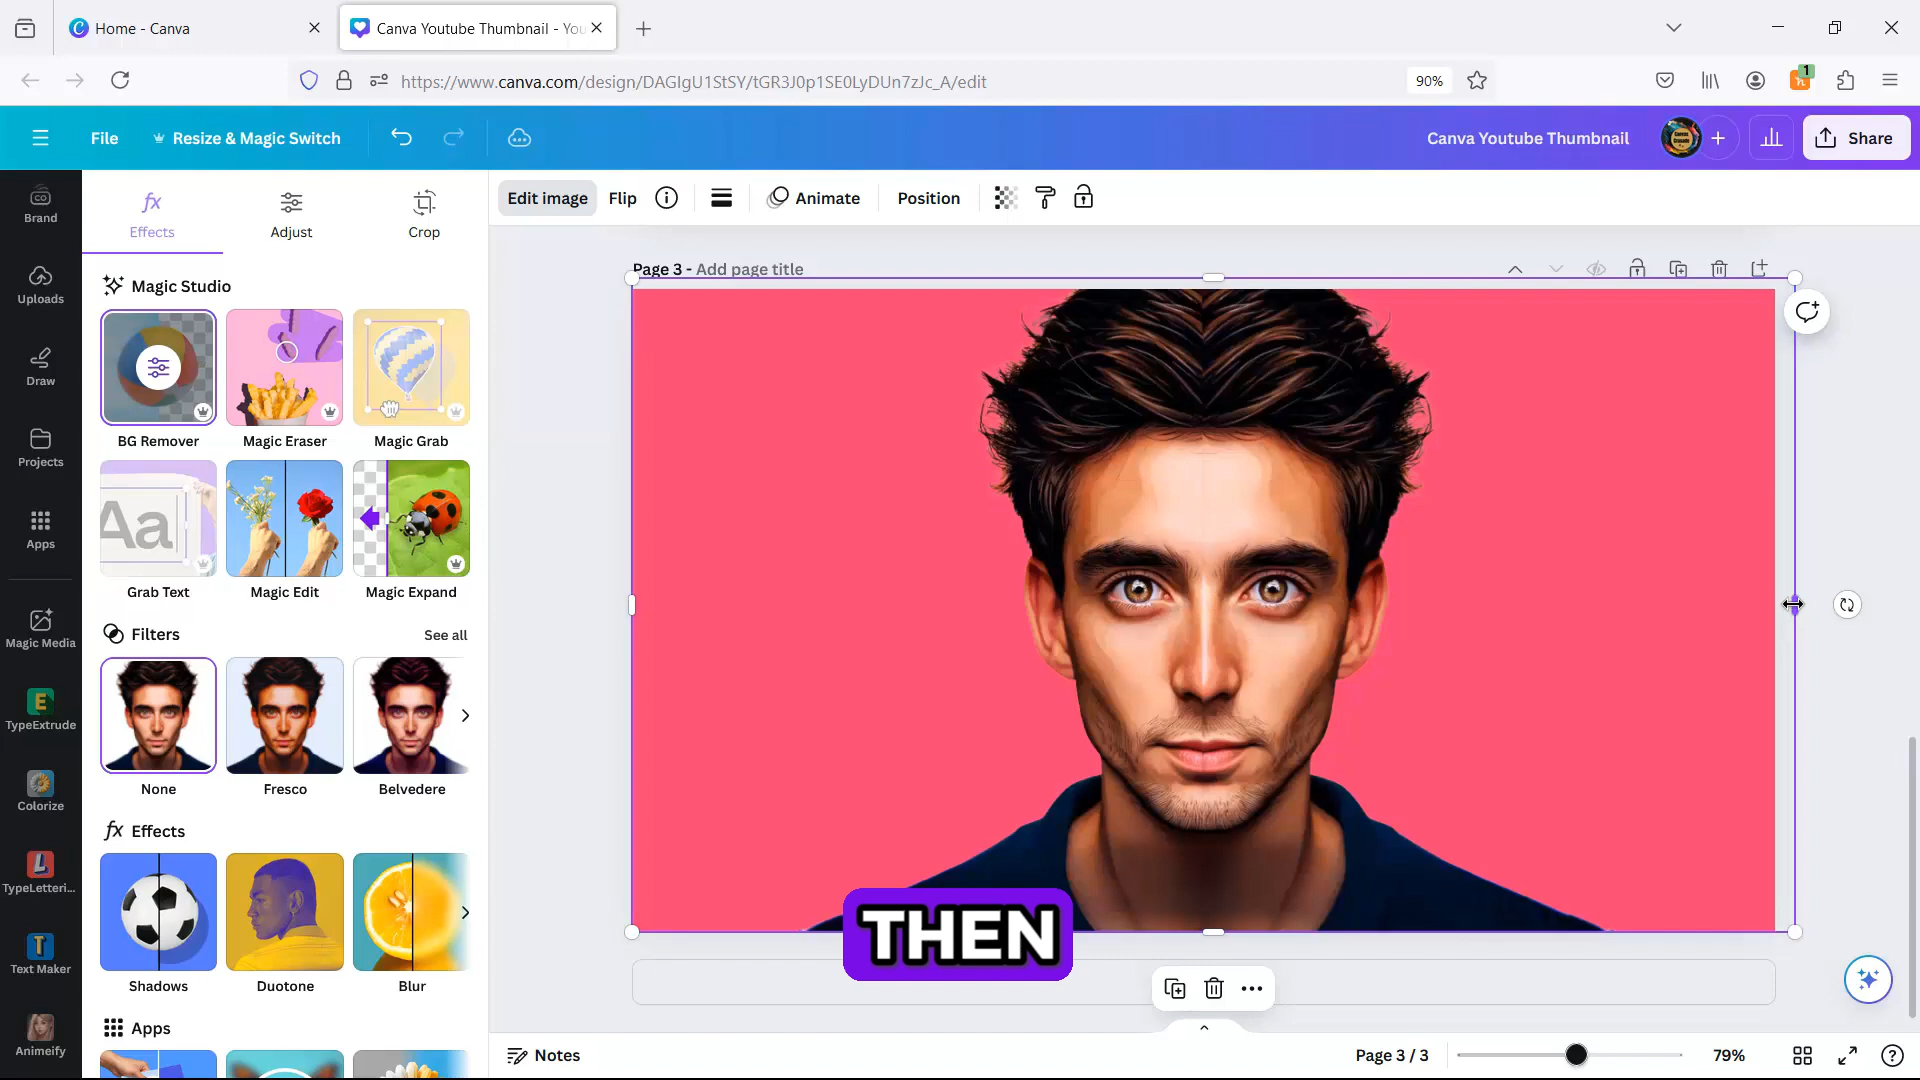 Home - Canva
Canva Youtube Thumbnail - You
https://www.canva.com/design/DAGIgU1StSY/tGR3J0p1SE0LyDUn7zJc_A/edit
90%
1
File
Resize & Magic Switch
Canva Youtube Thumbnail
Share
Brand
Uploads
Draw
Projects
Apps
Magic Media
TypeExtrude
Colorize
TypeLetteri...
Text Maker
Animeify
Effects
Adjust
Crop
Edit image
Flip
Animate
Position
Magic Studio
BG Remover
Magic Eraser
Magic Grab
Aa
Grab Text
Magic Edit
Magic Expand
Filters
See all
None
Fresco
Belvedere
Effects
Shadows
Duotone
Blur
Apps
Page 3 - Add page title
THEN
Notes
Page 3 / 3
79%